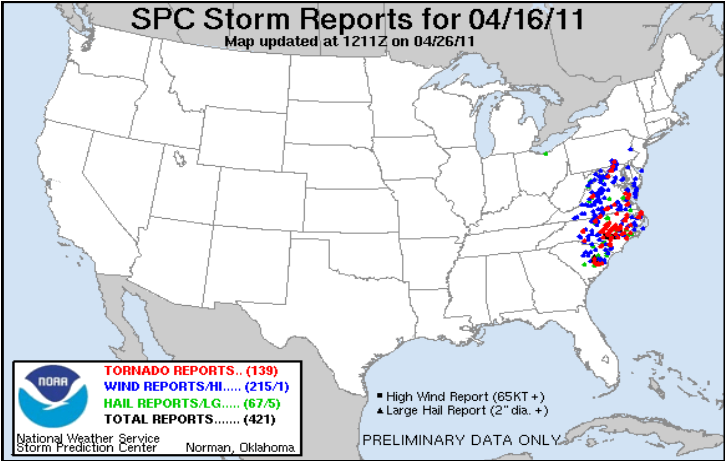 SPC Storm Reports for 04/16/11
Map updated at 1211Z on 04/26/11
NOAA
TORNADO REPORTS.. (139)
WIND REPORTS/HI..... (215/1)
HAIL REPORTS/LG..... (67/5)
TOTAL REPORTS....... (421)
National Weather Service
Storm Prediction Center Norman, Oklahoma
High Wind Report (65KT +)
Large Hail Report (2" dia. +)
PRELIMINARY DATA ONLY